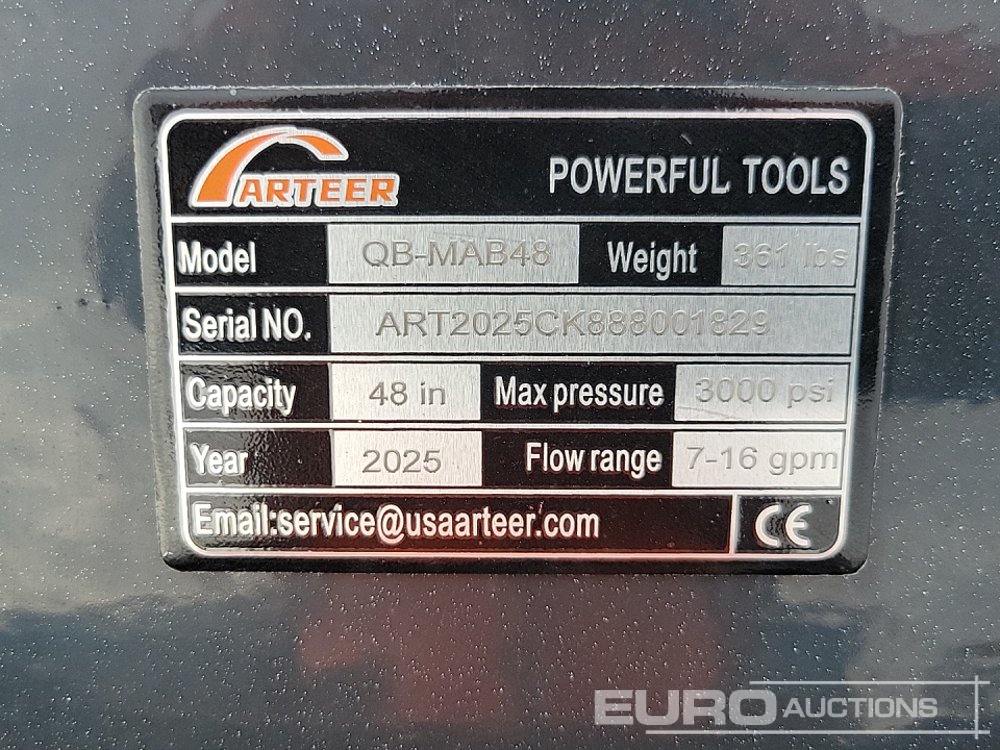 ARTEER POWERFUL TOOLS
Model QB-MAB48 Weight 361 lbs
Serial NO. ART2025CK888001829
Capacity 48 in Max pressure 3000 psi
Year 2025 Flow range 7-16 gpm
Email:service@usaarteer.com CE
EURO AUCTIONS